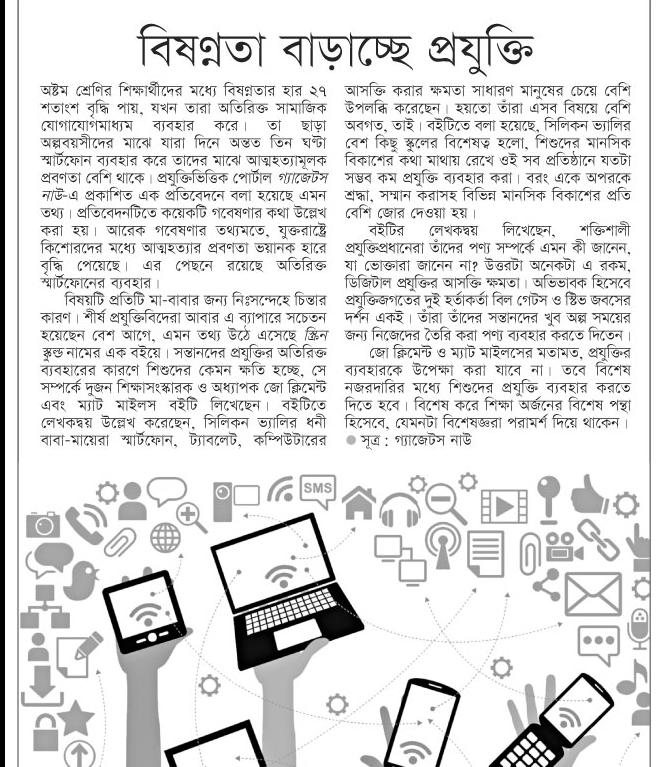 বিষণ্নতা বাড়াচ্ছে প্রযুক্তি
অষ্টম শ্রেণির শিক্ষার্থীদের মধ্যে বিষণ্নতার হার ২৭
শতাংশ বৃদ্ধি পায়, যখন তারা অতিরিক্ত সামাজিক
যোগাযোগমাধ্যম ব্যবহার করে। তা ছাড়া
অল্পবয়সীদের মাঝে যারা দিনে অন্তত তিন ঘণ্টা
স্মার্টফোন ব্যবহার করে তাদের মাঝে আত্মহত্যামূলক
প্রবণতা বেশি থাকে। প্রযুক্তিভিত্তিক পোর্টাল গ্যাজেটস
নাউ-এ প্রকাশিত এক প্রতিবেদনে বলা হয়েছে এমন
তথ্য। প্রতিবেদনটিতে কয়েকটি গবেষণার কথা উল্লেখ
করা হয়। আরেক গবেষণার তথ্যমতে, যুক্তরাষ্ট্রে
কিশোরদের মধ্যে আত্মহত্যার প্রবণতা ভয়ানক হারে
বৃদ্ধি পেয়েছে। এর পেছনে রয়েছে অতিরিক্ত
স্মার্টফোনের ব্যবহার।
বিষয়টি প্রতিটি মা-বাবার জন্য নিঃসন্দেহে চিন্তার
কারণ। শীর্ষ প্রযুক্তিবিদেরা আবার এ ব্যাপারে সচেতন
হয়েছেন বেশ আগে, এমন তথ্য উঠে এসেছে স্ক্রিন
স্কুল্ড নামের এক বইয়ে। সন্তানদের প্রযুক্তির অতিরিক্ত
ব্যবহারের কারণে শিশুদের কেমন ক্ষতি হচ্ছে, সে
সম্পর্কে দুজন শিক্ষাসংস্কারক ও অধ্যাপক জো ক্লিমেন্ট
এবং ম্যাট মাইলস বইটি লিখেছেন। বইটিতে
লেখকদ্বয় উল্লেখ করেছেন, সিলিকন ভ্যালির ধনী
বাবা-মায়েরা স্মার্টফোন, ট্যাবলেট, কম্পিউটারের
আসক্তি করার ক্ষমতা সাধারণ মানুষের চেয়ে বেশি
উপলব্ধি করেছেন। হয়তো তাঁরা এসব বিষয়ে বেশি
অবগত, তাই। বইটিতে বলা হয়েছে, সিলিকন ভ্যালির
বেশ কিছু স্কুলের বিশেষত্ব হলো, শিশুদের মানসিক
বিকাশের কথা মাথায় রেখে ওই সব প্রতিষ্ঠানে যতটা
সম্ভব কম প্রযুক্তি ব্যবহার করা। বরং একে অপরকে
শ্রদ্ধা, সম্মান করাসহ বিভিন্ন মানসিক বিকাশের প্রতি
বেশি জোর দেওয়া হয়।
বইটির লেখকদ্বয় লিখেছেন, শক্তিশালী
প্রযুক্তিপ্রধানেরা তাঁদের পণ্য সম্পর্কে এমন কী জানেন,
যা ভোক্তারা জানেন না? উত্তরটা অনেকটা এ রকম,
ডিজিটাল প্রযুক্তির আসক্তি ক্ষমতা। অভিভাবক হিসেবে
প্রযুক্তিজগতের দুই হর্তাকর্তা বিল গেটস ও স্টিভ জবসের
দর্শন একই। তাঁরা তাঁদের সন্তানদের খুব অল্প সময়ের
জন্য নিজেদের তৈরি করা পণ্য ব্যবহার করতে দিতেন।
জো ক্লিমেন্ট ও ম্যাট মাইলসের মতামত, প্রযুক্তির
ব্যবহারকে উপেক্ষা করা যাবে না। তবে বিশেষ
নজরদারির মধ্যে শিশুদের প্রযুক্তি ব্যবহার করতে
দিতে হবে। বিশেষ করে শিক্ষা অর্জনের বিশেষ পন্থা
হিসেবে, যেমনটা বিশেষজ্ঞরা পরামর্শ দিয়ে থাকেন।
● সূত্র : গ্যাজেটস নাউ
SMS